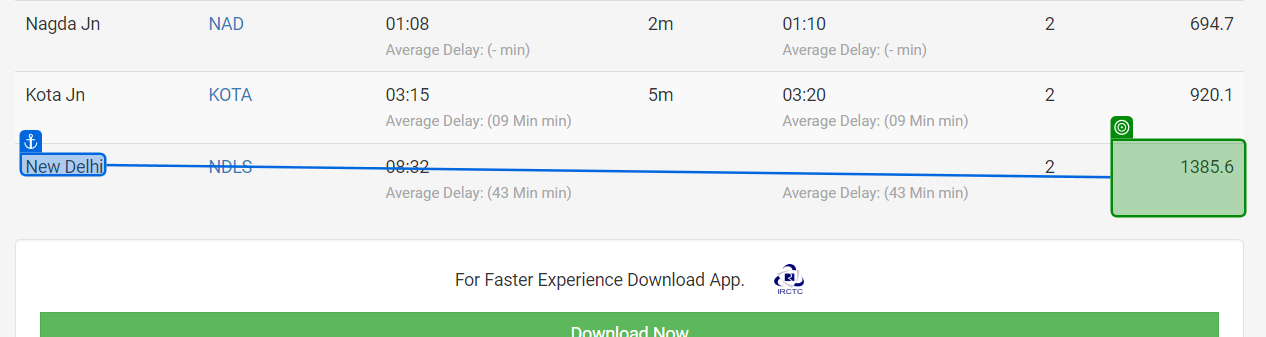 Nagda Jn NAD 01:08 2m 01:10 2 694.7
Average Delay: (- min) Average Delay: (- min)
Kota Jn KOTA 03:15 5m 03:20 2 920.1
Average Delay: (09 Min min) Average Delay: (09 Min min)
New Delhi NDLS 08:32 2 1385.6
Average Delay: (43 Min min) Average Delay: (43 Min min)
For Faster Experience Download App.
IRCTC
Download Now